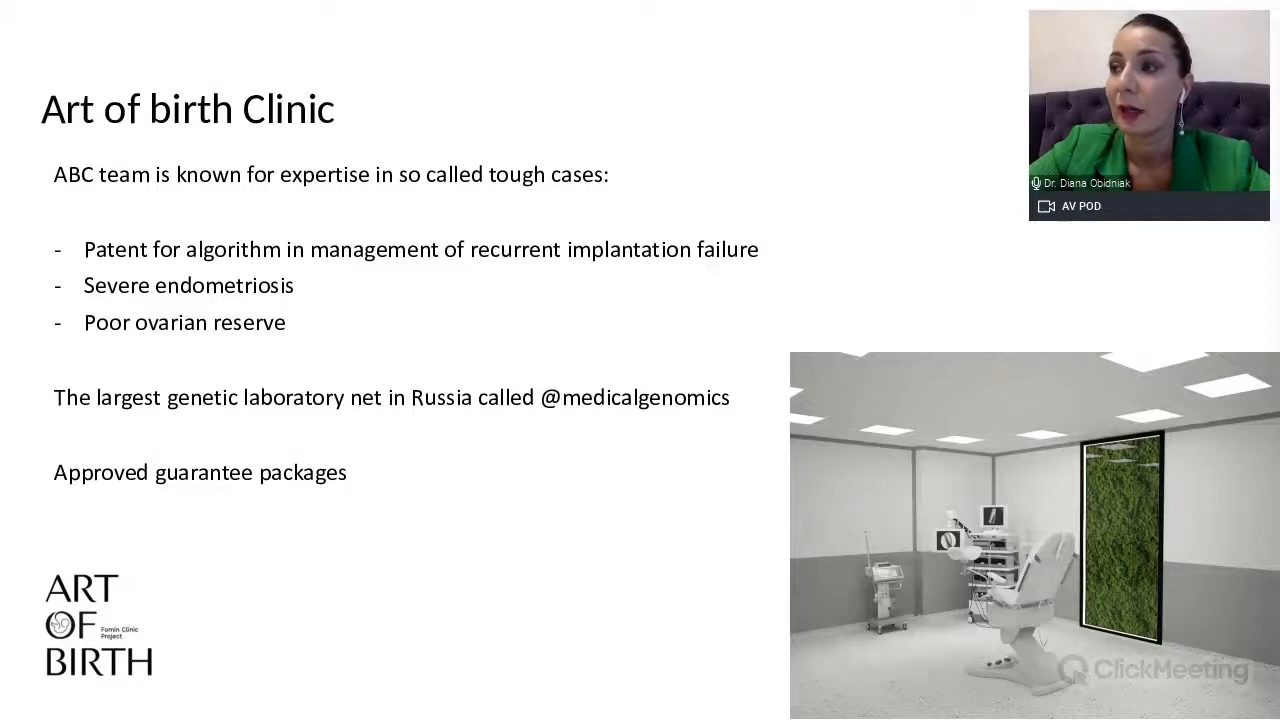 Art of birth Clinic
ABC team is known for expertise in so called tough cases:
- Patent for algorithm in management of recurrent implantation failure
- Severe endometriosis
- Poor ovarian reserve
The largest genetic laboratory net in Russia called @medicalgenomics
Approved guarantee packages
ART
OF
Fomin Clinic
Project
BIRTH
Dr. Diana Obidniak
AV POD
ClickMeeting